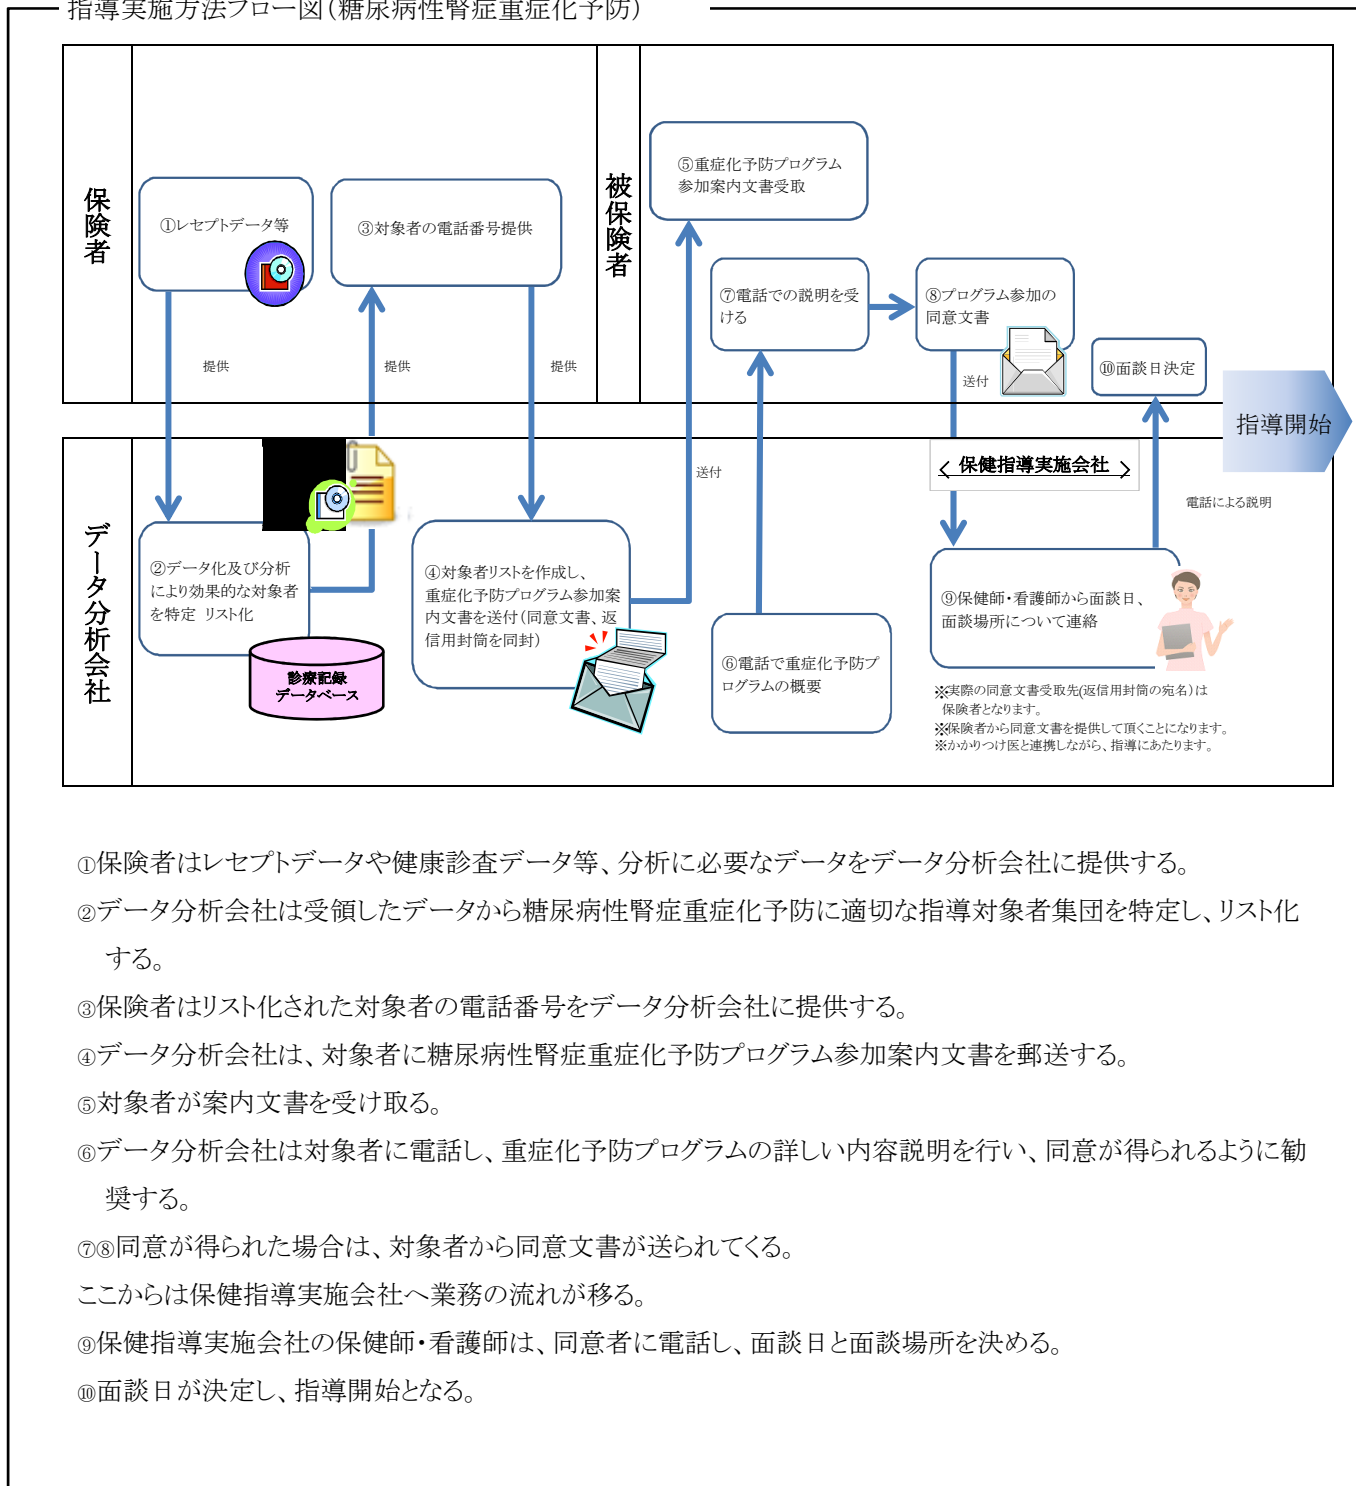 指導実施方法フロー図(糖尿病性腎症重症化予防)
保険者
①レセプトデータ等
③対象者の電話番号提供
提供
提供
提供
被保険者
⑤重症化予防プログラム
参加案内文書受取
⑦電話での説明を受
ける
⑧プログラム参加の
同意文書
送付
⑩面談日決定
指導開始
データ分析会社
②データ化及び分析
により効果的な対象者
を特定 リスト化
診療記録
データベース
④対象者リストを作成し、
重症化予防プログラム参加案
内文書を送付(同意文書、返
信用封筒を同封)
送付
⑥電話で重症化予防プ
ログラムの概要
〈 保健指導実施会社 〉
電話による説明
⑨保健師・看護師から面談日、
面談場所について連絡
※実際の同意文書受取先(返信用封筒の宛名)は
保険者となります。
※保険者から同意文書を提供して頂くことになります。
※かかりつけ医と連携しながら、指導にあたります。
①保険者はレセプトデータや健康診査データ等、分析に必要なデータをデータ分析会社に提供する。
②データ分析会社は受領したデータから糖尿病性腎症重症化予防に適切な指導対象者集団を特定し、リスト化
する。
③保険者はリスト化された対象者の電話番号をデータ分析会社に提供する。
④データ分析会社は、対象者に糖尿病性腎症重症化予防プログラム参加案内文書を郵送する。
⑤対象者が案内文書を受け取る。
⑥データ分析会社は対象者に電話し、重症化予防プログラムの詳しい内容説明を行い、同意が得られるように勧
奨する。
⑦⑧同意が得られた場合は、対象者から同意文書が送られてくる。
ここからは保健指導実施会社へ業務の流れが移る。
⑨保健指導実施会社の保健師・看護師は、同意者に電話し、面談日と面談場所を決める。
⑩面談日が決定し、指導開始となる。